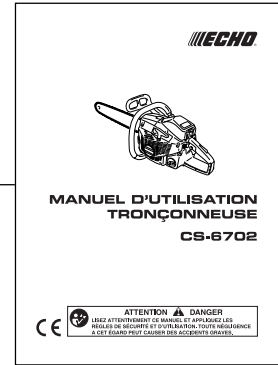 ECHO
MANUEL D'UTILISATION
TRONÇONNEUSE
CS-6702
ATTENTION DANGER
LISEZ ATTENTIVEMENT CE MANUEL ET APPLIQUEZ LES
RÈGLES DE SÉCURITÉ ET D'UTILISATION. TOUTE NÉGLIGENCE
A CET ÉGARD PEUT CAUSER DES ACCIDENTS GRAVES.
CE